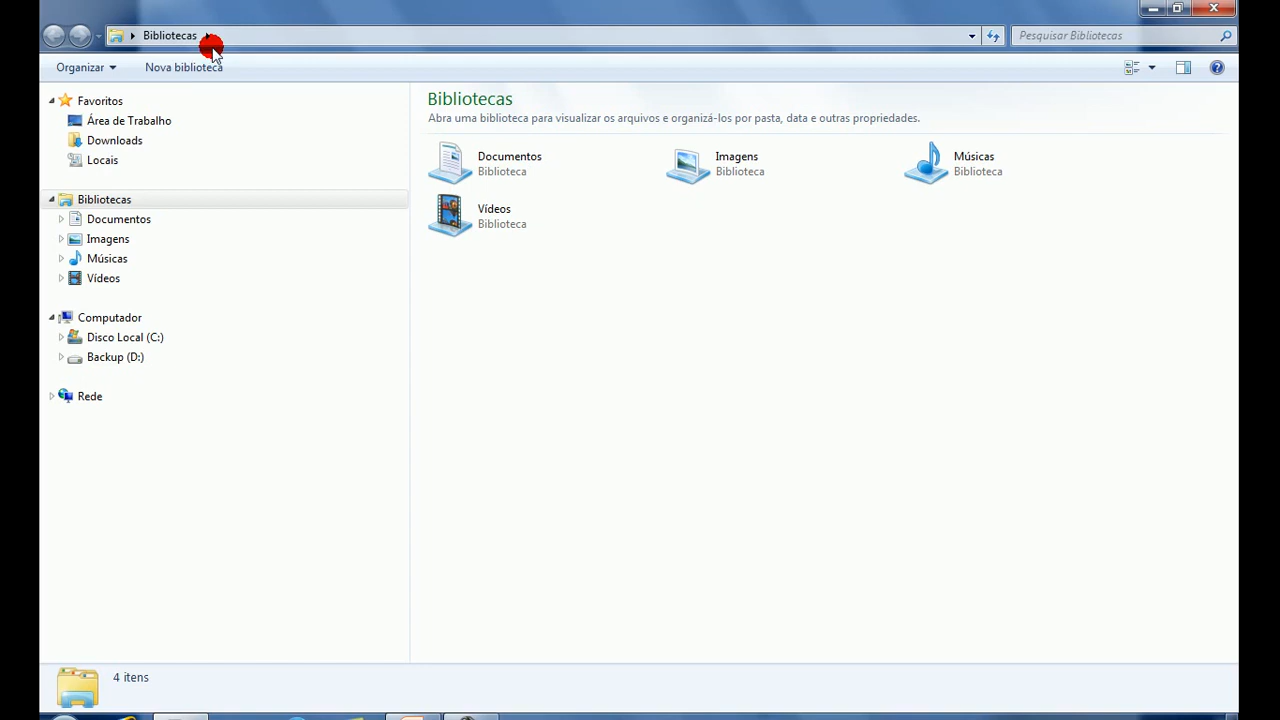 Bibliotecas
Pesquisar Bibliotecas
Organizar
Nova biblioteca
Favoritos
Área de Trabalho
Downloads
Locais
Bibliotecas
Documentos
Imagens
Músicas
Vídeos
Computador
Disco Local (C:)
Backup (D:)
Rede
Bibliotecas
Abra uma biblioteca para visualizar os arquivos e organizá-los por pasta, data e outras propriedades.
Documentos
Biblioteca
Imagens
Biblioteca
Músicas
Biblioteca
Vídeos
Biblioteca
4 itens